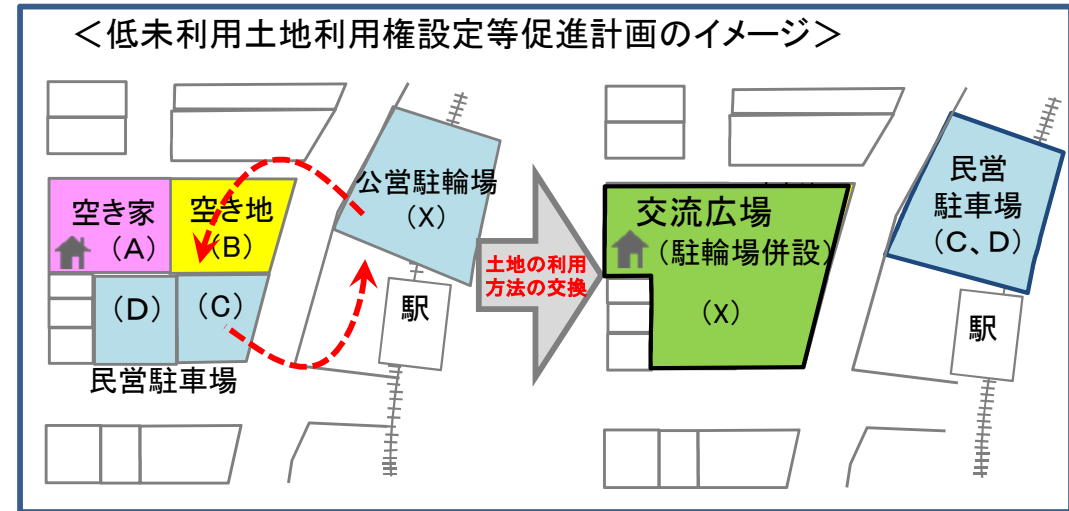 ＜低未利用土地利用権設定等促進計画のイメージ＞
空き家
（A）
空き地
（B）
公営駐輪場
（X）
（D）
（C）
民営駐車場
駅
土地の利用
方法の交換
交流広場
（駐輪場併設）
（X）
民営
駐車場
（C、D）
駅